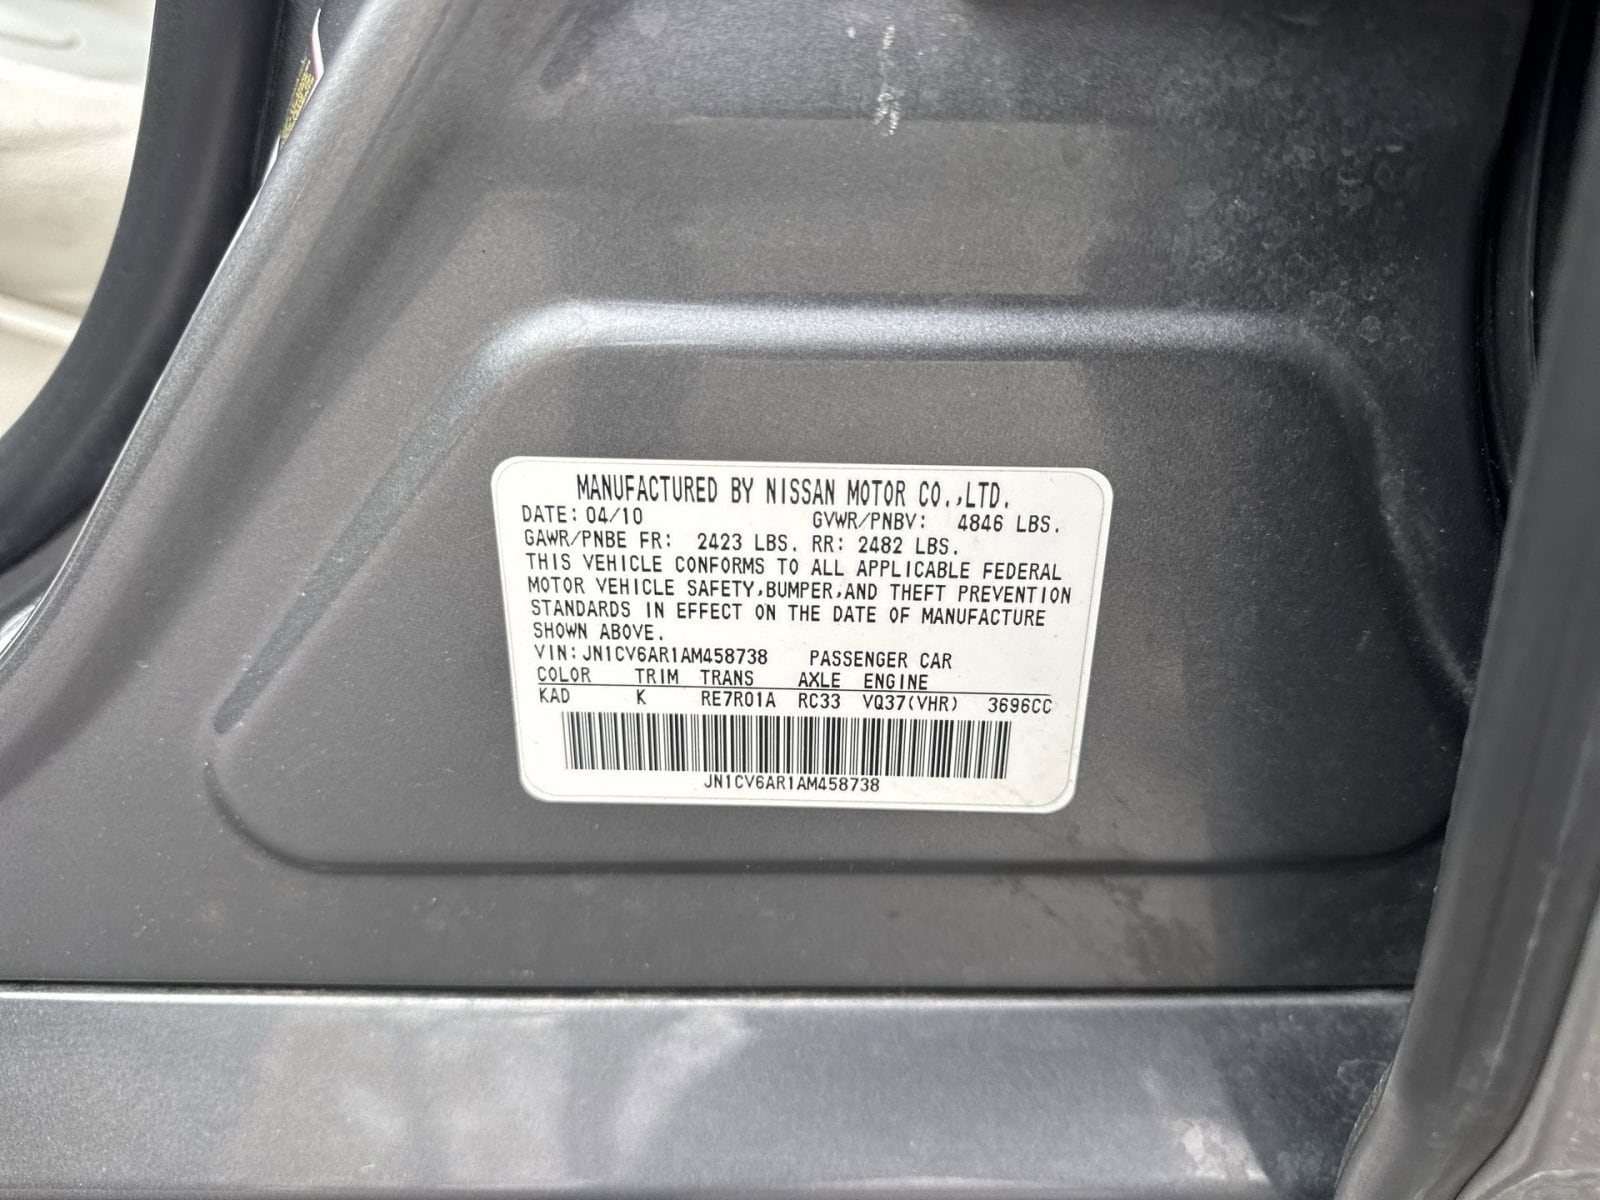 MANUFACTURED BY NISSAN MOTOR CO.,LTD.
DATE: 04/10 GVWR/PNBV: 4846 LBS.
GAWR/PNBE FR: 2423 LBS. RR: 2482 LBS.
THIS VEHICLE CONFORMS TO ALL APPLICABLE FEDERAL
MOTOR VEHICLE SAFETY,BUMPER,AND THEFT PREVENTION
STANDARDS IN EFFECT ON THE DATE OF MANUFACTURE
SHOWN ABOVE.
VIN: JN1CV6AR1AM458738 PASSENGER CAR
COLOR TRIM TRANS AXLE ENGINE
KAD K RE7R01A RC33 VQ37(VHR) 3696CC
JN1CV6AR1AM458738